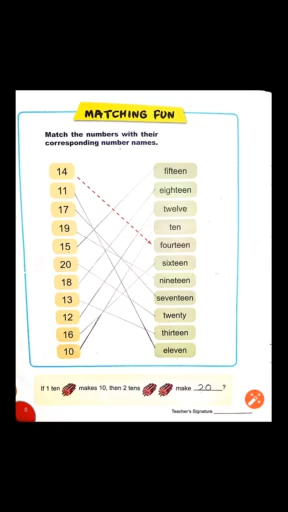 MATCHING FUN
Match the numbers with their
corresponding number names.
14 fifteen
11 eighteen
17 twelve
19 ten
15 fourteen
20 sixteen
18 nineteen
13 seventeen
12 twenty
16 thirteen
10 eleven
If 1 ten makes 10, then 2 tens make 20 ?
Teacher's Signature